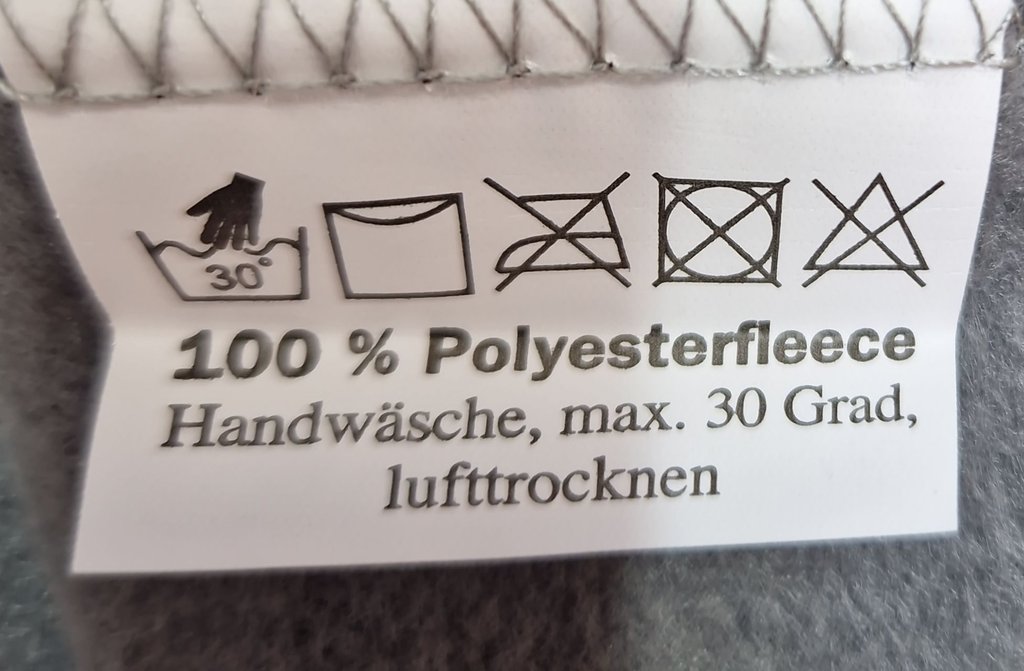 30°
100 % Polyesterfleece
Handwäsche, max. 30 Grad,
lufttrocknen